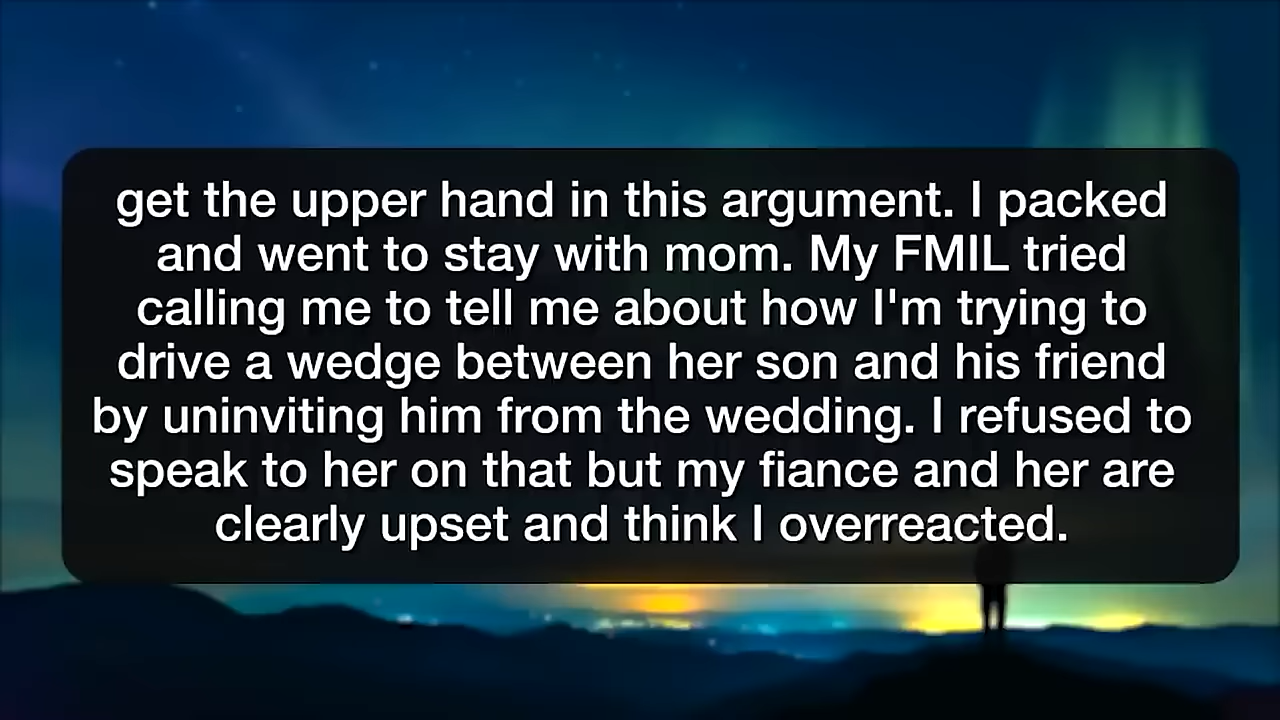 get the upper hand in this argument. I packed
and went to stay with mom. My FMIL tried
calling me to tell me about how I'm trying to
drive a wedge between her son and his friend
by uninviting him from the wedding. I refused to
speak to her on that but my fiance and her are
clearly upset and think I overreacted.